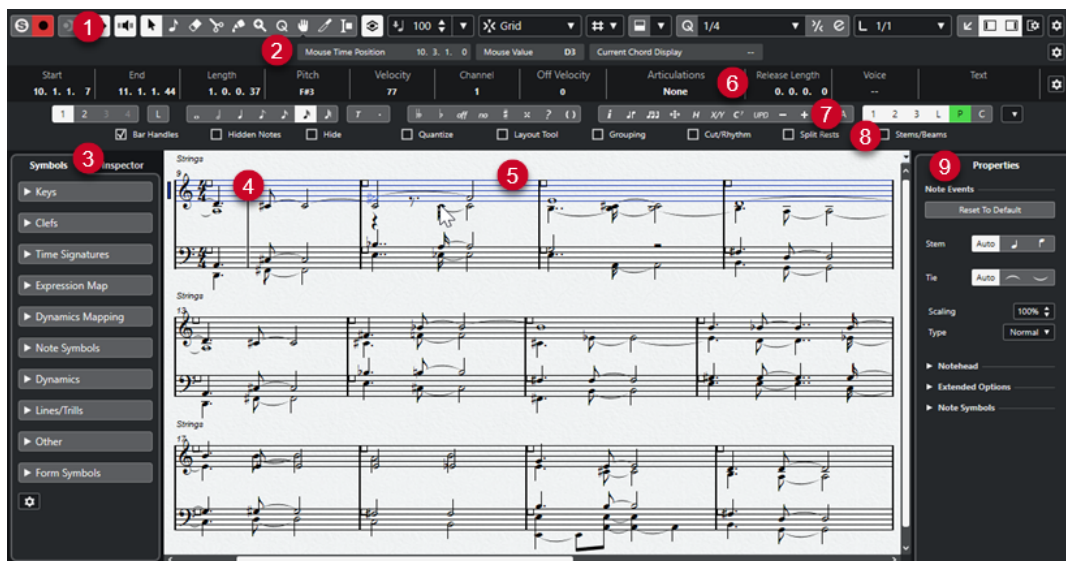 1 100 Grid Q 1/4 L 1/1
2 Mouse Time Position 10. 3. 1. 0 Mouse Value D3 Current Chord Display --
Start End Length Pitch Velocity Channel Off Velocity Articulations 6 Release Length Voice Text
10. 1. 1. 7 11. 1. 1. 44 1. 0. 0. 37 F#3 77 1 0 None 0. 0. 0. 0 --
1 2 3 4 L T . off no ? ( ) i H X/Y C7 UPD − + 7 A 1 2 3 L P C
Bar Handles Hidden Notes Hide Quantize Layout Tool Grouping Cut/Rhythm Split Rests 8 Stems/Beams
Symbols 3 Inspector
Keys
Clefs
Time Signatures
Expression Map
Dynamics Mapping
Note Symbols
Dynamics
Lines/Trills
Other
Form Symbols
Strings
9
4 5
Strings
13
Strings
17
9 Properties
Note Events
Reset To Default
Stem Auto
Tie Auto
Scaling 100%
Type Normal
Notehead
Extended Options
Note Symbols